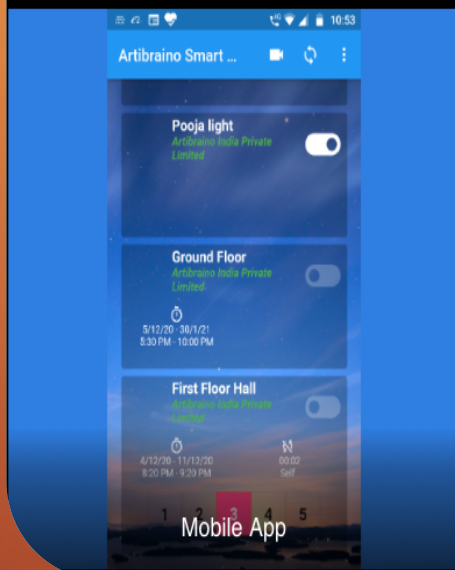 10:53
Artibraino Smart ...
Pooja light
Artibraino India Private
Limited
Ground Floor
Artibraino India Private
Limited
5/12/20 - 30/1/21
5:30 PM - 10:00 PM
First Floor Hall
Artibraino India Private
Limited
4/12/20 - 11/12/20
8:20 PM - 9:20 PM
00:02
Self
1 2 3 4 5
Mobile App